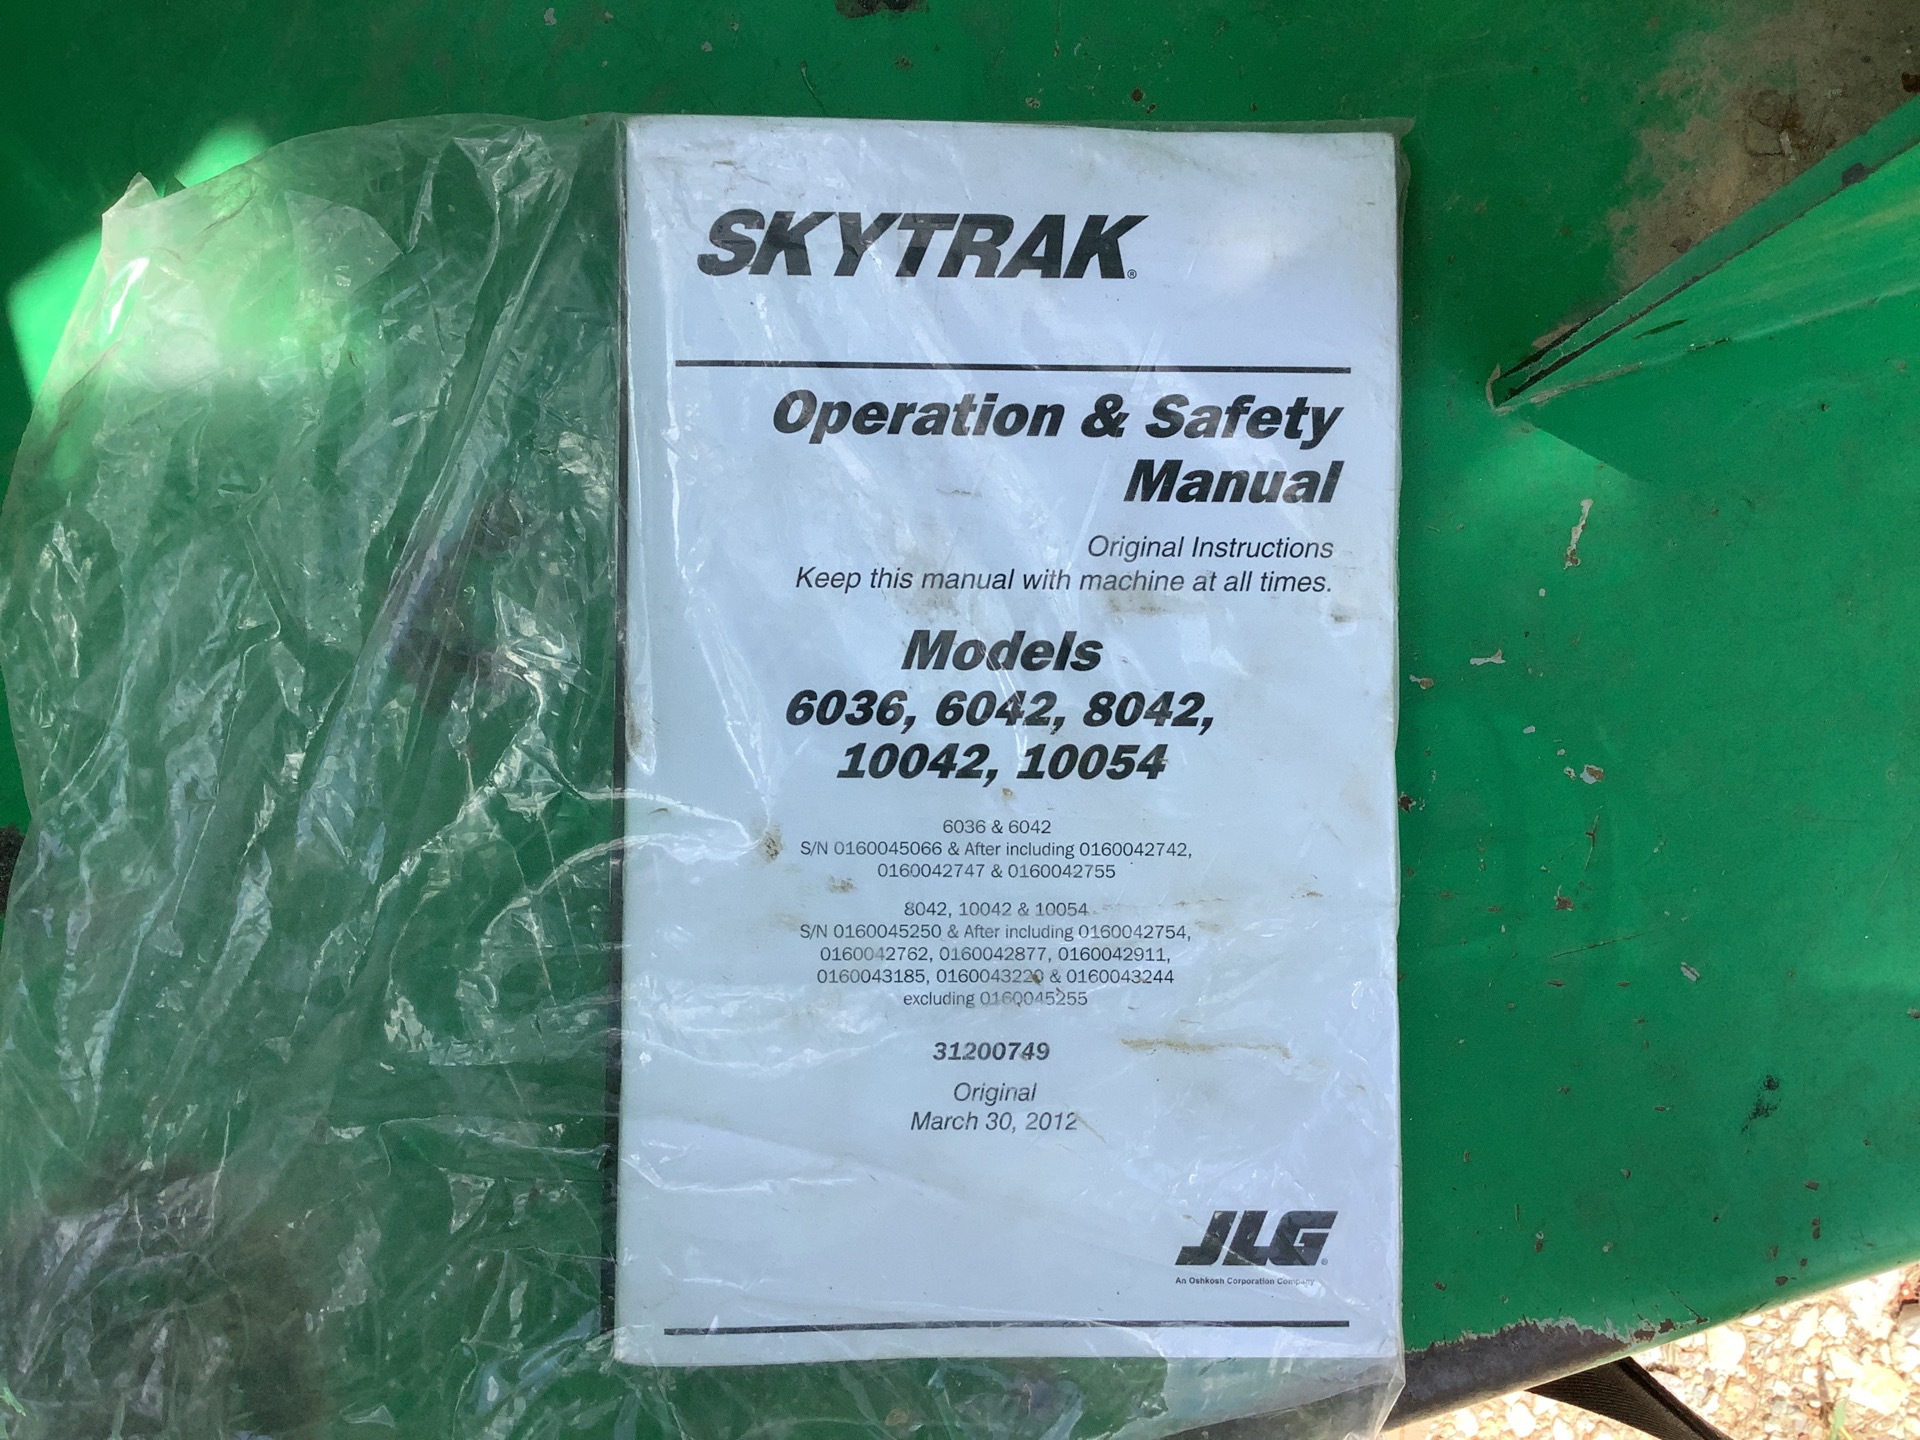 SKYTRAK®
Operation & Safety
Manual
Original Instructions
Keep this manual with machine at all times.
Models
6036, 6042, 8042,
10042, 10054
6036 & 6042
S/N 0160045066 & After including 0160042742,
0160042747 & 0160042755
8042, 10042 & 10054
S/N 0160045250 & After including 0160042754,
0160042762, 0160042877, 0160042911,
0160043185, 0160043220 & 0160043244
excluding 0160045255
31200749
Original
March 30, 2012
JLG®
An Oshkosh Corporation Company